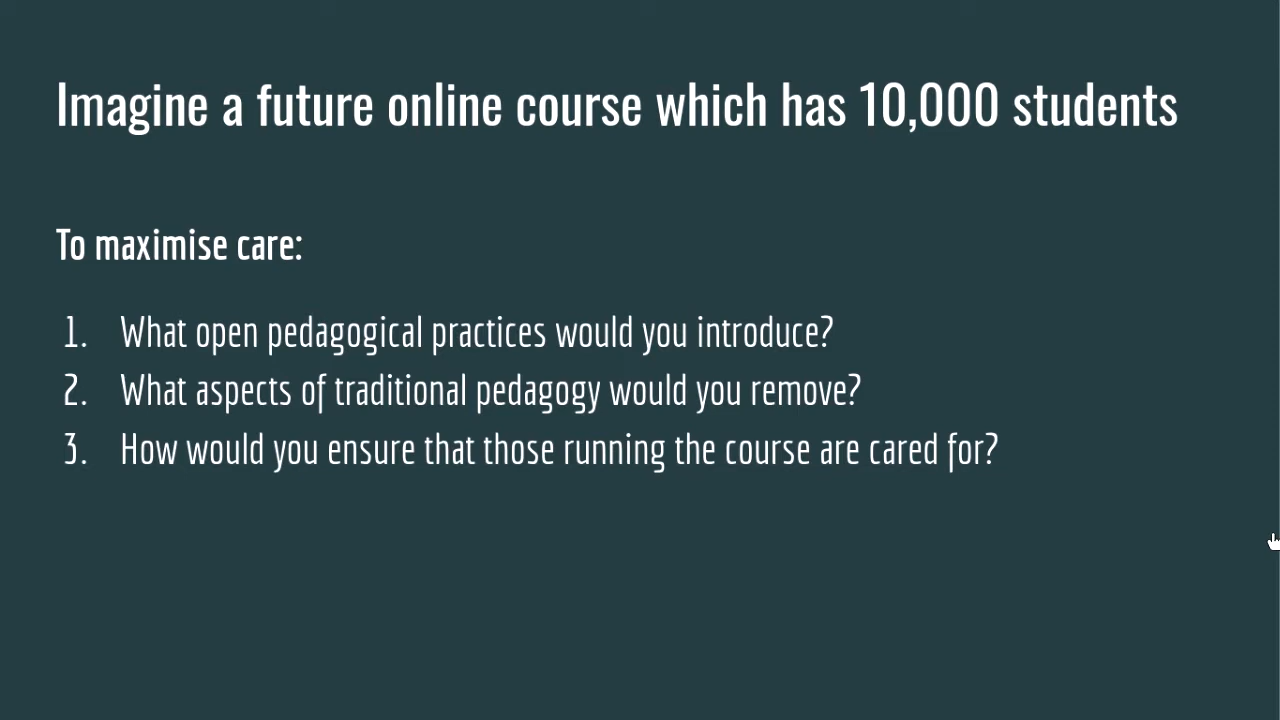 Imagine a future online course which has 10,000 students
To maximise care:
1. What open pedagogical practices would you introduce?
2. What aspects of traditional pedagogy would you remove?
3. How would you ensure that those running the course are cared for?